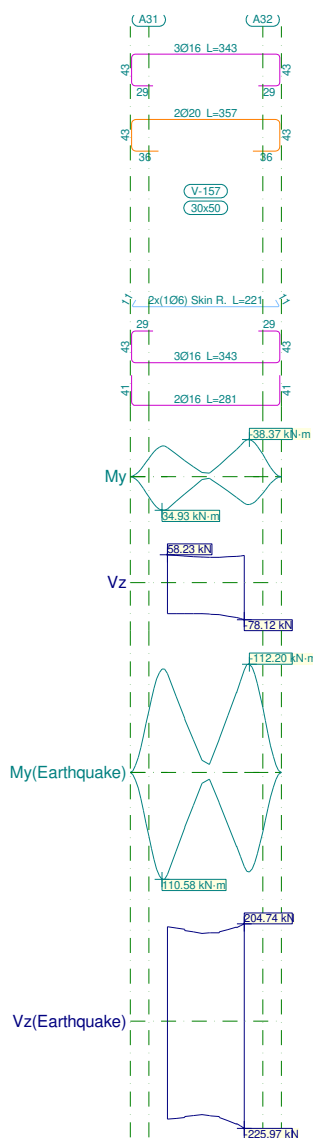 A31 A32
3Ø16 L=343
43 43
29 29
2Ø20 L=357
43 43
36 36
V-157
30x50
11 2x(1Ø6) Skin R. L=221 11
29 29
43 43
3Ø16 L=343
41 41
2Ø16 L=281
-38.37 kN·m
My
34.93 kN·m
58.23 kN
Vz
-78.12 kN
-112.20 kN·m
My(Earthquake)
110.58 kN·m
204.74 kN
Vz(Earthquake)
-225.97 kN